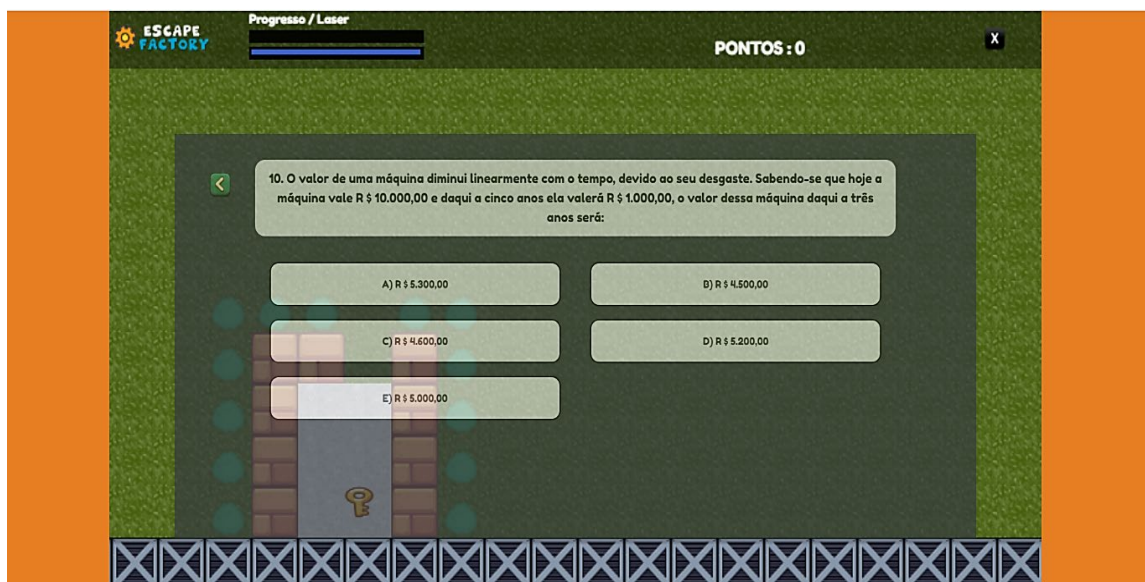 ESCAPE
FACTORY
Progresso / Laser
PONTOS : 0
X
10. O valor de uma máquina diminui linearmente com o tempo, devido ao seu desgaste. Sabendo-se que hoje a
máquina vale R $ 10.000,00 e daqui a cinco anos ela valerá R $ 1.000,00, o valor dessa máquina daqui a três
anos será:
A) R $ 5.300,00
B) R $ 4.500,00
C) R $ 4.600,00
D) R $ 5.200,00
E) R $ 5.000,00